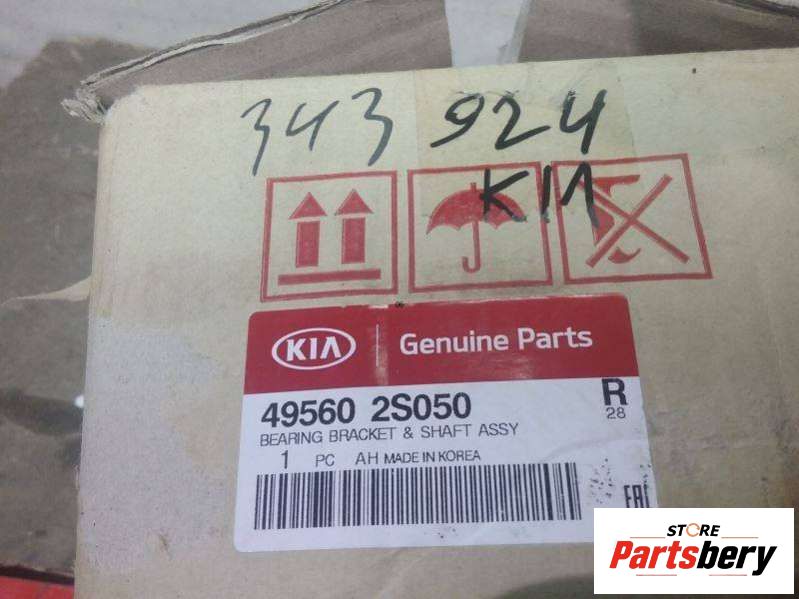 343 924
KIA
KIA Genuine Parts
49560 2S050 R
28
BEARING BRACKET & SHAFT ASSY
1 PC AH MADE IN KOREA
EAC
STORE
Partsbery